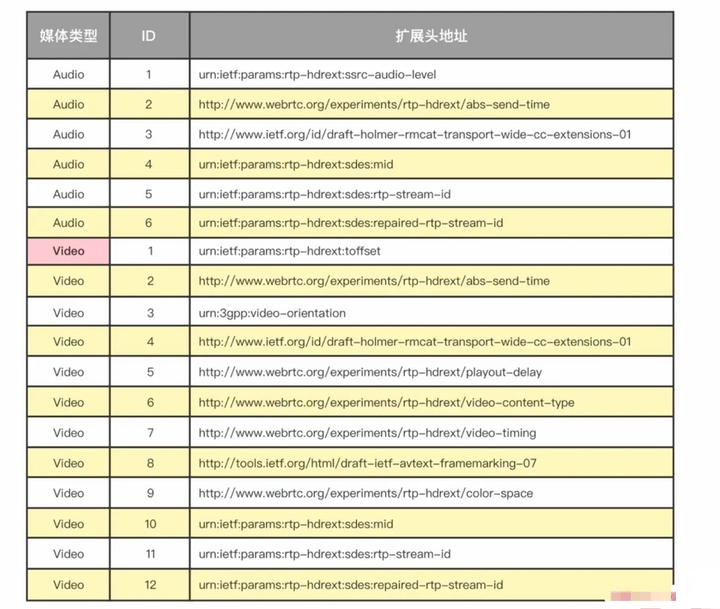 媒体类型 ID 扩展头地址
Audio 1 urn:ietf:params:rtp-hdrext:ssrc-audio-level
Audio 2 http://www.webrtc.org/experiments/rtp-hdrext/abs-send-time
Audio 3 http://www.ietf.org/id/draft-holmer-rmcat-transport-wide-cc-extensions-01
Audio 4 urn:ietf:params:rtp-hdrext:sdes:mid
Audio 5 urn:ietf:params:rtp-hdrext:sdes:rtp-stream-id
Audio 6 urn:ietf:params:rtp-hdrext:sdes:repaired-rtp-stream-id
Video 1 urn:ietf:params:rtp-hdrext:toffset
Video 2 http://www.webrtc.org/experiments/rtp-hdrext/abs-send-time
Video 3 urn:3gpp:video-orientation
Video 4 http://www.ietf.org/id/draft-holmer-rmcat-transport-wide-cc-extensions-01
Video 5 http://www.webrtc.org/experiments/rtp-hdrext/playout-delay
Video 6 http://www.webrtc.org/experiments/rtp-hdrext/video-content-type
Video 7 http://www.webrtc.org/experiments/rtp-hdrext/video-timing
Video 8 http://tools.ietf.org/html/draft-ietf-avtext-framemarking-07
Video 9 http://www.webrtc.org/experiments/rtp-hdrext/color-space
Video 10 urn:ietf:params:rtp-hdrext:sdes:mid
Video 11 urn:ietf:params:rtp-hdrext:sdes:rtp-stream-id
Video 12 urn:ietf:params:rtp-hdrext:sdes:repaired-rtp-stream-id